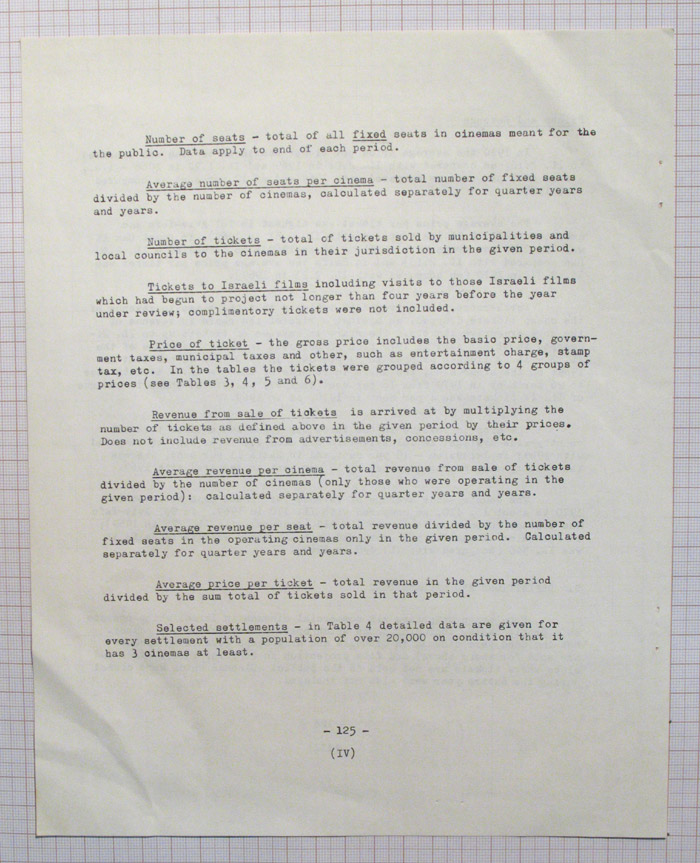 Number of seats - total of all fixed seats in cinemas meant for the
the public. Data apply to end of each period.
Average number of seats per cinema - total number of fixed seats
divided by the number of cinemas, calculated separately for quarter years
and years.
Number of tickets - total of tickets sold by municipalities and
local councils to the cinemas in their jurisdiction in the given period.
Tickets to Israeli films including visits to those Israeli films
which had begun to project not longer than four years before the year
under review; complimentory tickets were not included.
Price of ticket - the gross price includes the basic price, govern-
ment taxes, municipal taxes and other, such as entertainment charge, stamp
tax, etc. In the tables the tickets were grouped according to 4 groups of
prices (see Tables 3, 4, 5 and 6).
Revenue from sale of tickets is arrived at by multiplying the
number of tickets as defined above in the given period by their prices.
Does not include revenue from advertisements, concessions, etc.
Average revenue per cinema - total revenue from sale of tickets
divided by the number of cinemas (only those who were operating in the
given period): calculated separately for quarter years and years.
Average revenue per seat - total revenue divided by the number of
fixed seats in the operating cinemas only in the given period. Calculated
separately for quarter years and years.
Average price per ticket - total revenue in the given period
divided by the sum total of tickets sold in that period.
Selected settlements - in Table 4 detailed data are given for
every settlement with a population of over 20,000 on condition that it
has 3 cinemas at least.
- 125 -
(IV)